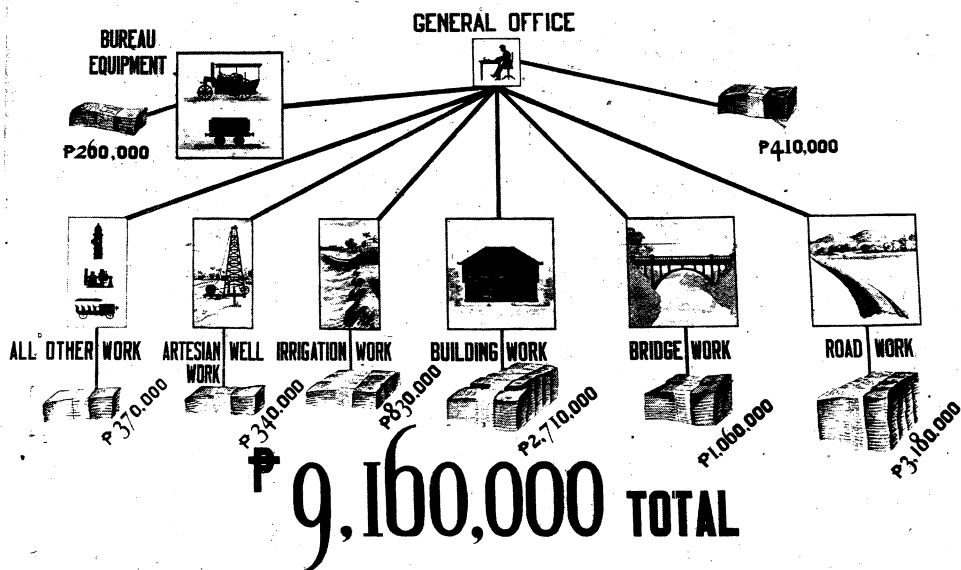 GENERAL OFFICE
BUREAU
EQUIPMENT
₱260,000
₱410,000
ALL OTHER WORK
ARTESIAN WELL
WORK
IRRIGATION WORK
BUILDING WORK
BRIDGE WORK
ROAD WORK
₱370,000
₱340,000
₱830,000
₱2,710,000
₱1,060,000
₱3,180,000
₱9,160,000 TOTAL